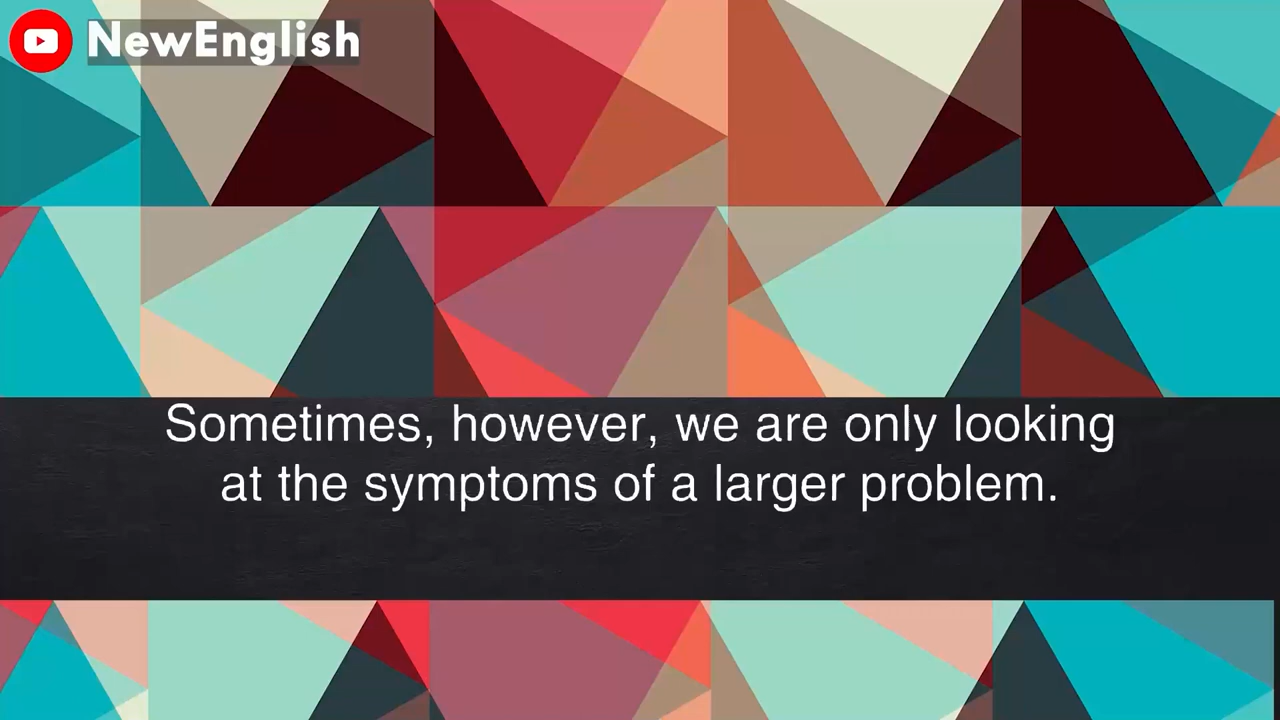 NewEnglish
Sometimes, however, we are only looking
at the symptoms of a larger problem.